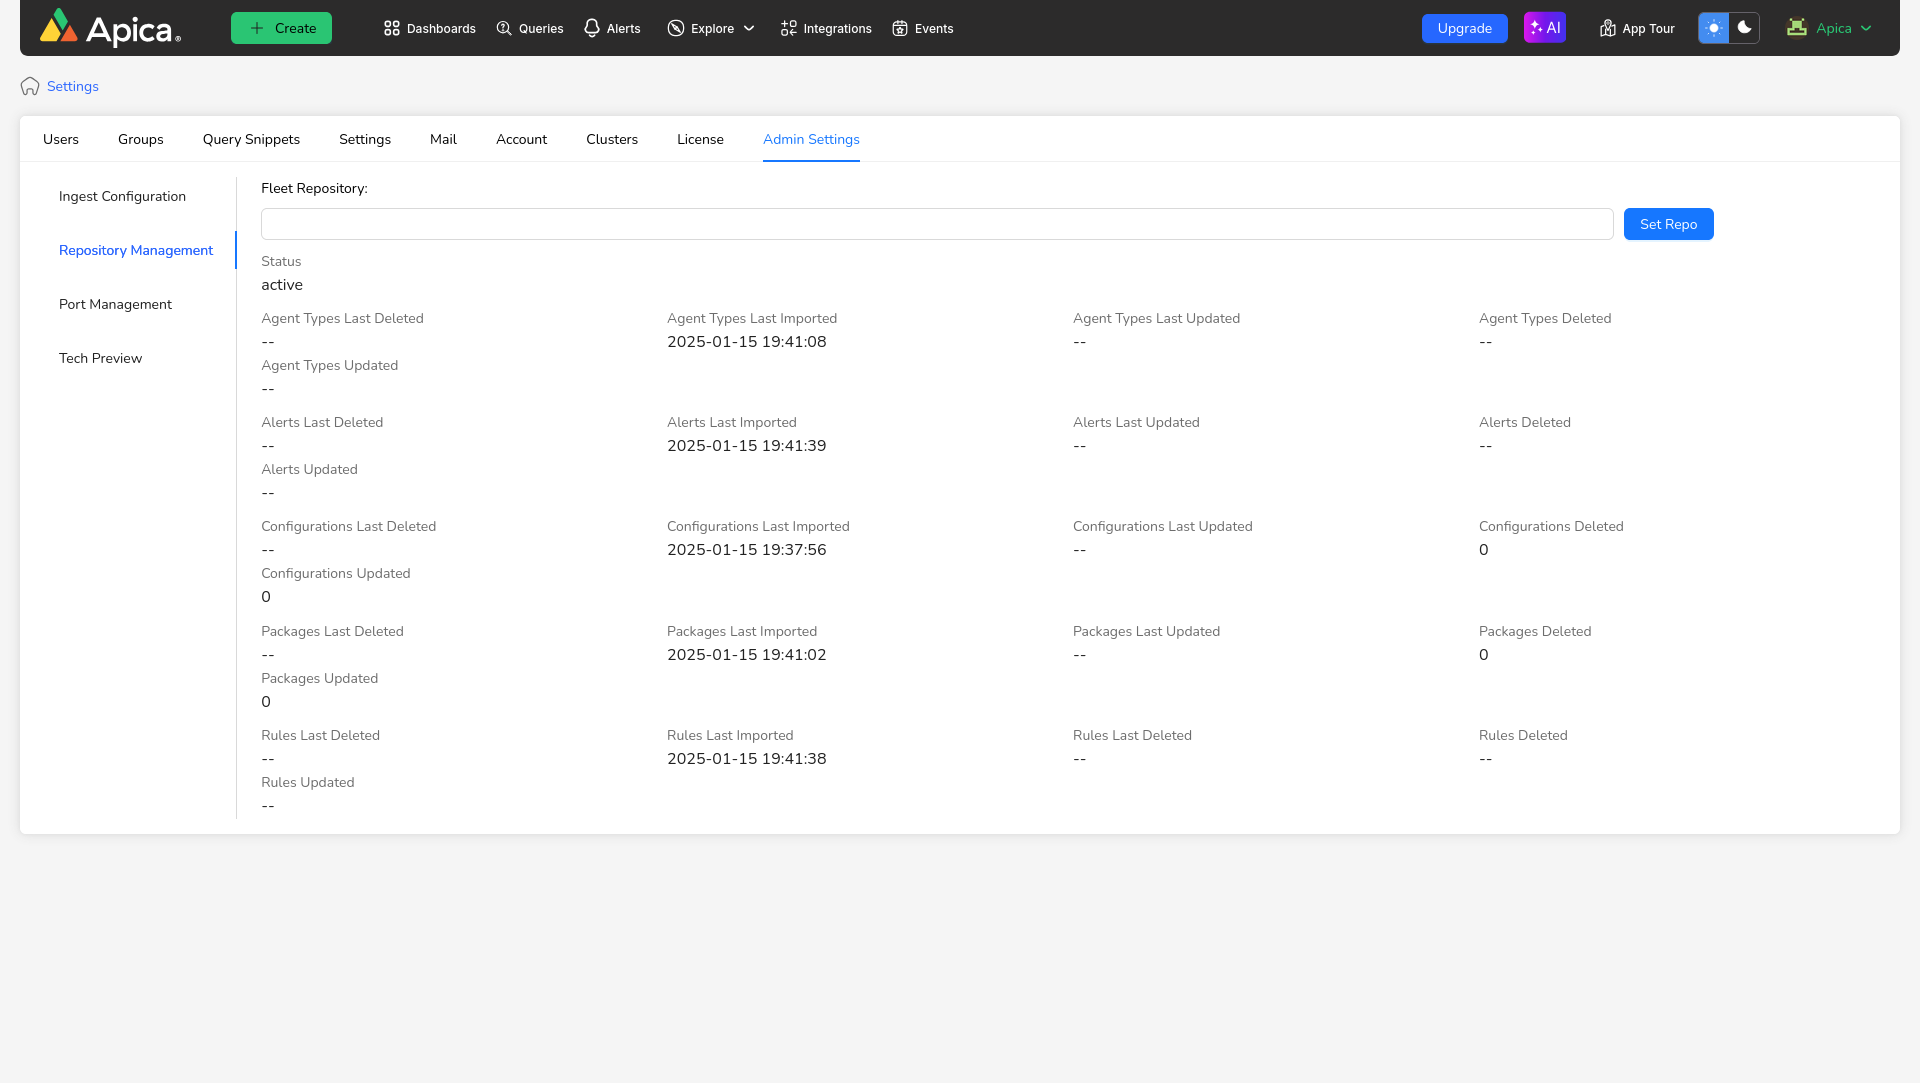 Apica® Create Dashboards Queries Alerts Explore Integrations Events Upgrade AI App Tour Apica
Settings
Users Groups Query Snippets Settings Mail Account Clusters License Admin Settings
Ingest Configuration
Repository Management
Port Management
Tech Preview
Fleet Repository:
Set Repo
Status
active
Agent Types Last Deleted Agent Types Last Imported Agent Types Last Updated Agent Types Deleted
-- 2025-01-15 19:41:08 -- --
Agent Types Updated
--
Alerts Last Deleted Alerts Last Imported Alerts Last Updated Alerts Deleted
-- 2025-01-15 19:41:39 -- --
Alerts Updated
--
Configurations Last Deleted Configurations Last Imported Configurations Last Updated Configurations Deleted
-- 2025-01-15 19:37:56 -- 0
Configurations Updated
0
Packages Last Deleted Packages Last Imported Packages Last Updated Packages Deleted
-- 2025-01-15 19:41:02 -- 0
Packages Updated
0
Rules Last Deleted Rules Last Imported Rules Last Deleted Rules Deleted
-- 2025-01-15 19:41:38 -- --
Rules Updated
--